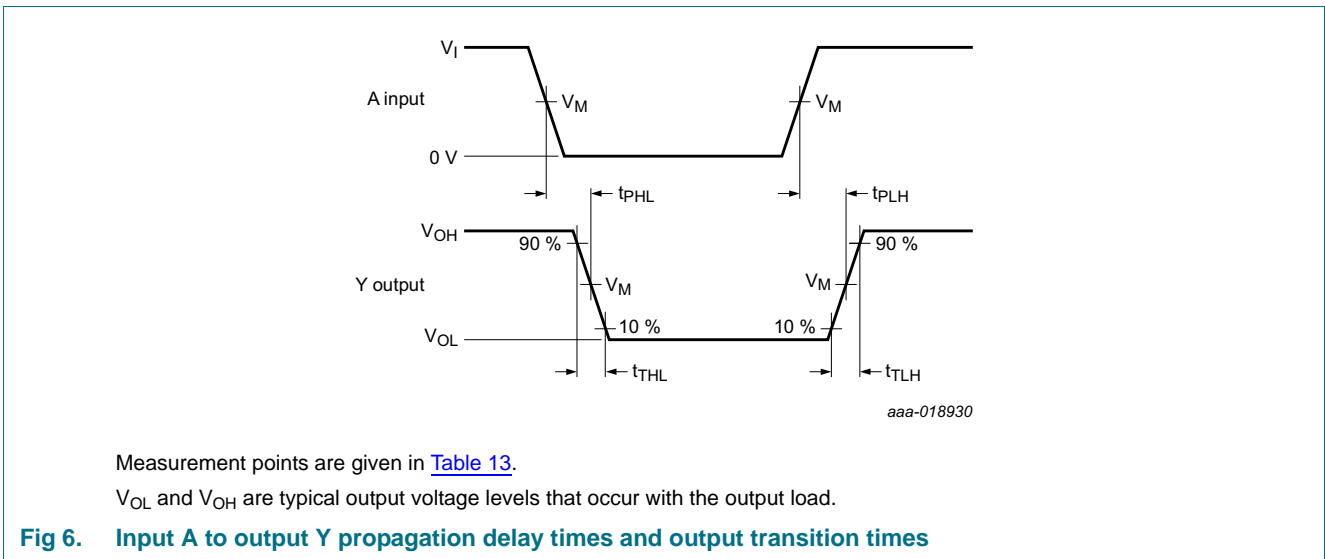 V_I
A input
V_M
V_M
0 V
t_PHL
t_PLH
V_OH
90 %
90 %
Y output
V_M
V_M
10 %
10 %
V_OL
t_THL
t_TLH
aaa-018930
Measurement points are given in Table 13.
V_OL and V_OH are typical output voltage levels that occur with the output load.
Fig 6. Input A to output Y propagation delay times and output transition times